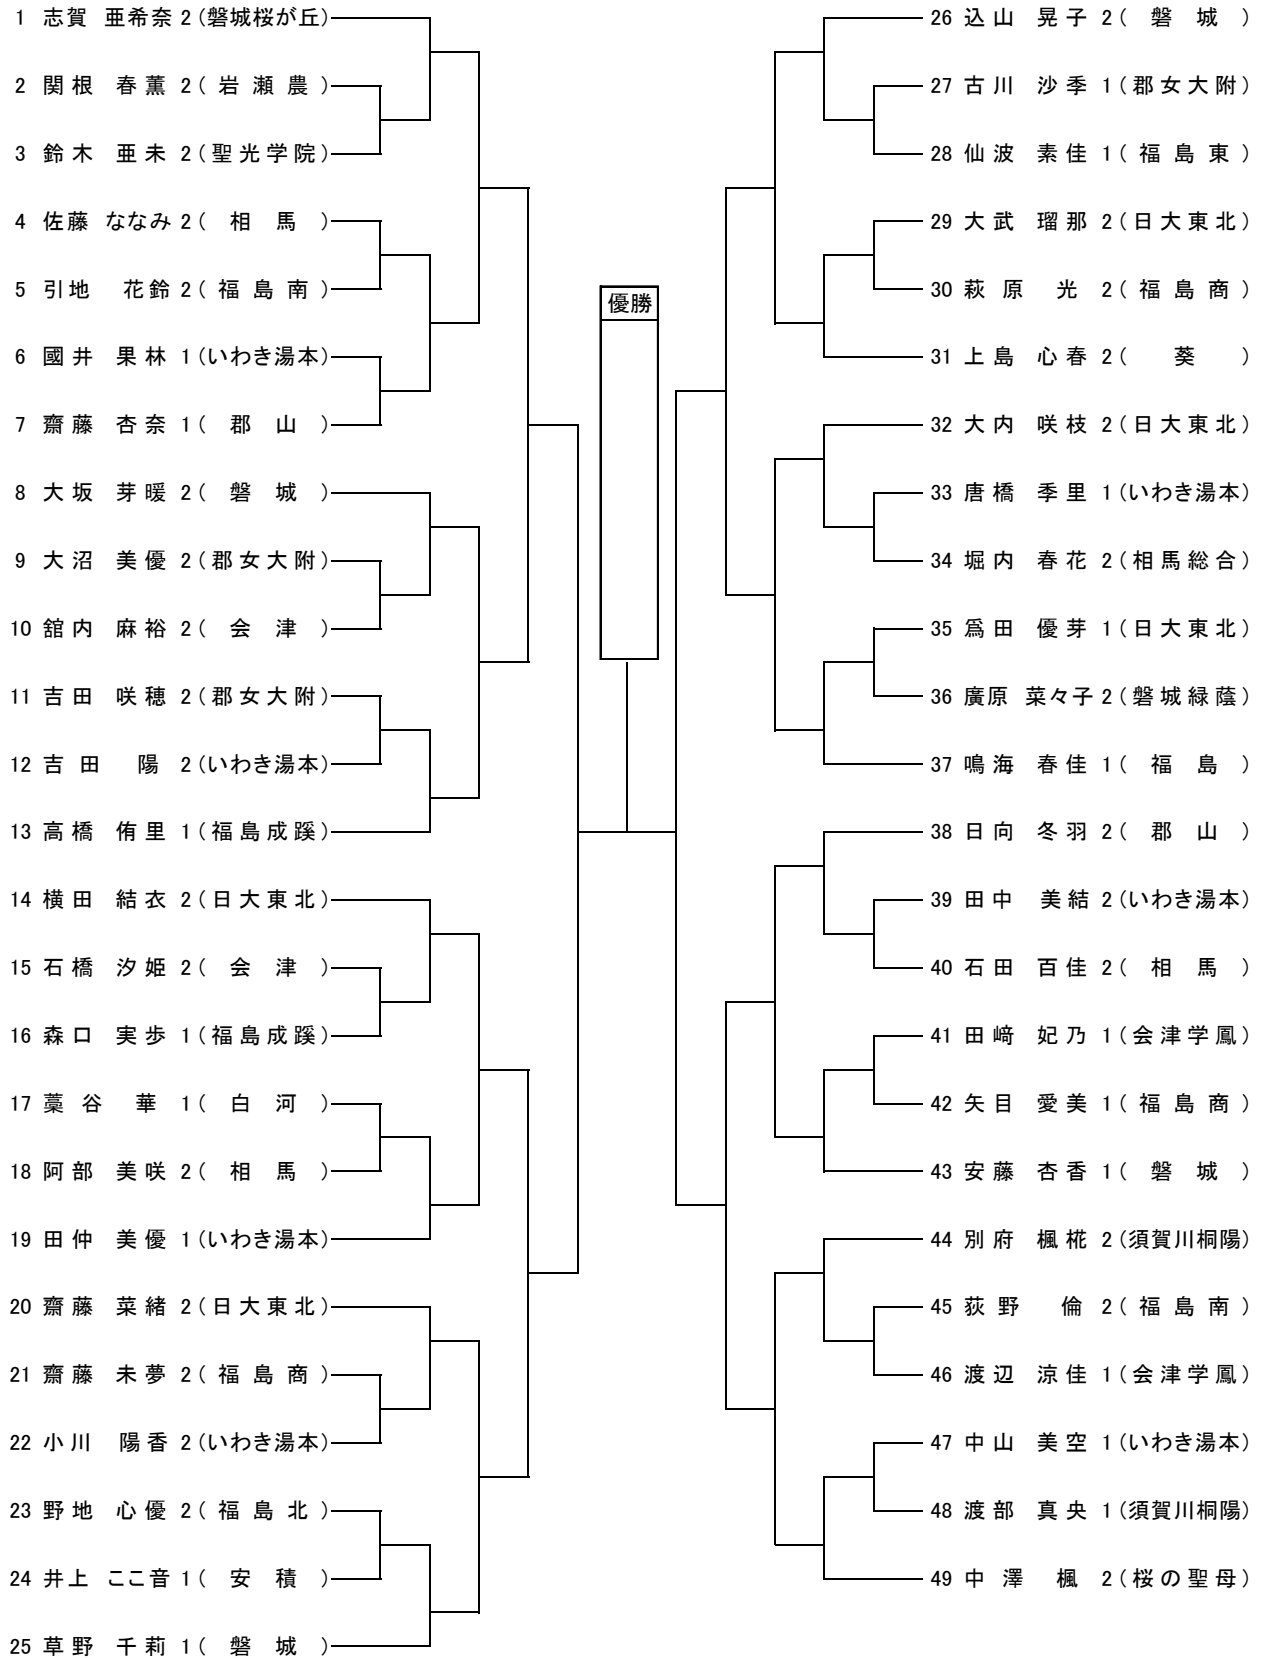 1 志賀 亜希奈 2 (磐城桜が丘)
2 関根 春薫 2 (岩瀬農)
3 鈴木 亜未 2 (聖光学院)
4 佐藤 ななみ 2 (相馬)
5 引地 花鈴 2 (福島南)
6 國井 果林 1 (いわき湯本)
7 齋藤 杏奈 1 (郡山)
8 大坂 芽暖 2 (磐城)
9 大沼 美優 2 (郡女大附)
10 舘内 麻裕 2 (会津)
11 吉田 咲穂 2 (郡女大附)
12 吉田 陽 2 (いわき湯本)
13 高橋 侑里 1 (福島成蹊)
14 横田 結衣 2 (日大東北)
15 石橋 汐姫 2 (会津)
16 森口 実歩 1 (福島成蹊)
17 藁谷 華 1 (白河)
18 阿部 美咲 2 (相馬)
19 田仲 美優 1 (いわき湯本)
20 齋藤 菜緒 2 (日大東北)
21 齋藤 未夢 2 (福島商)
22 小川 陽香 2 (いわき湯本)
23 野地 心優 2 (福島北)
24 井上 ここ音 1 (安積)
25 草野 千莉 1 (磐城)
優勝
26 込山 晃子 2 (磐城)
27 古川 沙季 1 (郡女大附)
28 仙波 素佳 1 (福島東)
29 大武 瑠那 2 (日大東北)
30 萩原 光 2 (福島商)
31 上島 心春 2 (葵)
32 大内 咲枝 2 (日大東北)
33 唐橋 季里 1 (いわき湯本)
34 堀内 春花 2 (相馬総合)
35 爲田 優芽 1 (日大東北)
36 廣原 菜々子 2 (磐城緑蔭)
37 鳴海 春佳 1 (福島)
38 日向 冬羽 2 (郡山)
39 田中 美結 2 (いわき湯本)
40 石田 百佳 2 (相馬)
41 田﨑 妃乃 1 (会津学鳳)
42 矢目 愛美 1 (福島商)
43 安藤 杏香 1 (磐城)
44 別府 楓椛 2 (須賀川桐陽)
45 荻野 倫 2 (福島南)
46 渡辺 涼佳 1 (会津学鳳)
47 中山 美空 1 (いわき湯本)
48 渡部 真央 1 (須賀川桐陽)
49 中澤 楓 2 (桜の聖母)